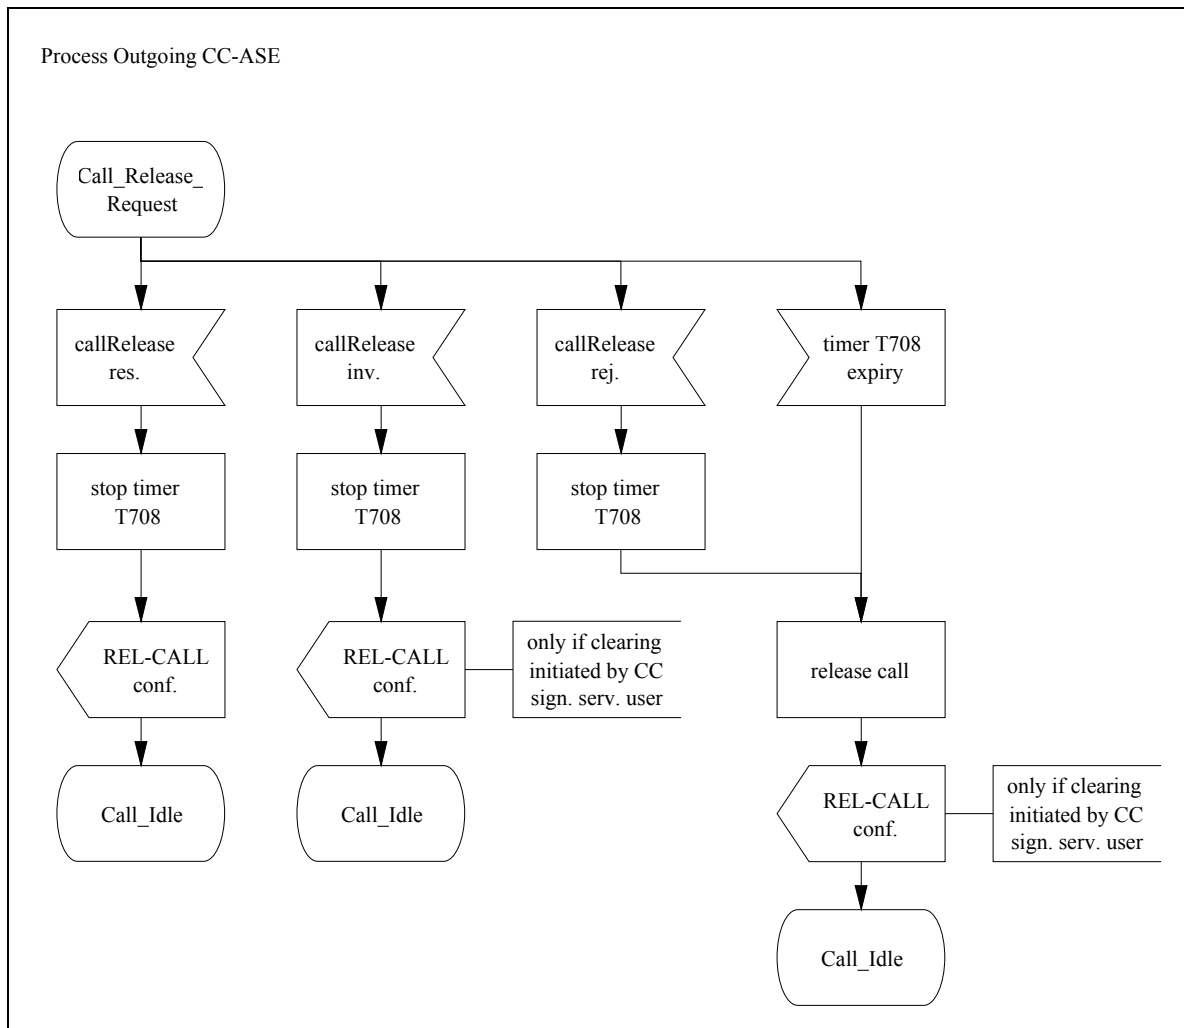 Process Outgoing CC-ASE
Call_Release_
Request
callRelease
res.
callRelease
inv.
callRelease
rej.
timer T708
expiry
stop timer
T708
stop timer
T708
stop timer
T708
REL-CALL
conf.
REL-CALL
conf.
only if clearing
initiated by CC
sign. serv. user
release call
Call_Idle
Call_Idle
REL-CALL
conf.
only if clearing
initiated by CC
sign. serv. user
Call_Idle